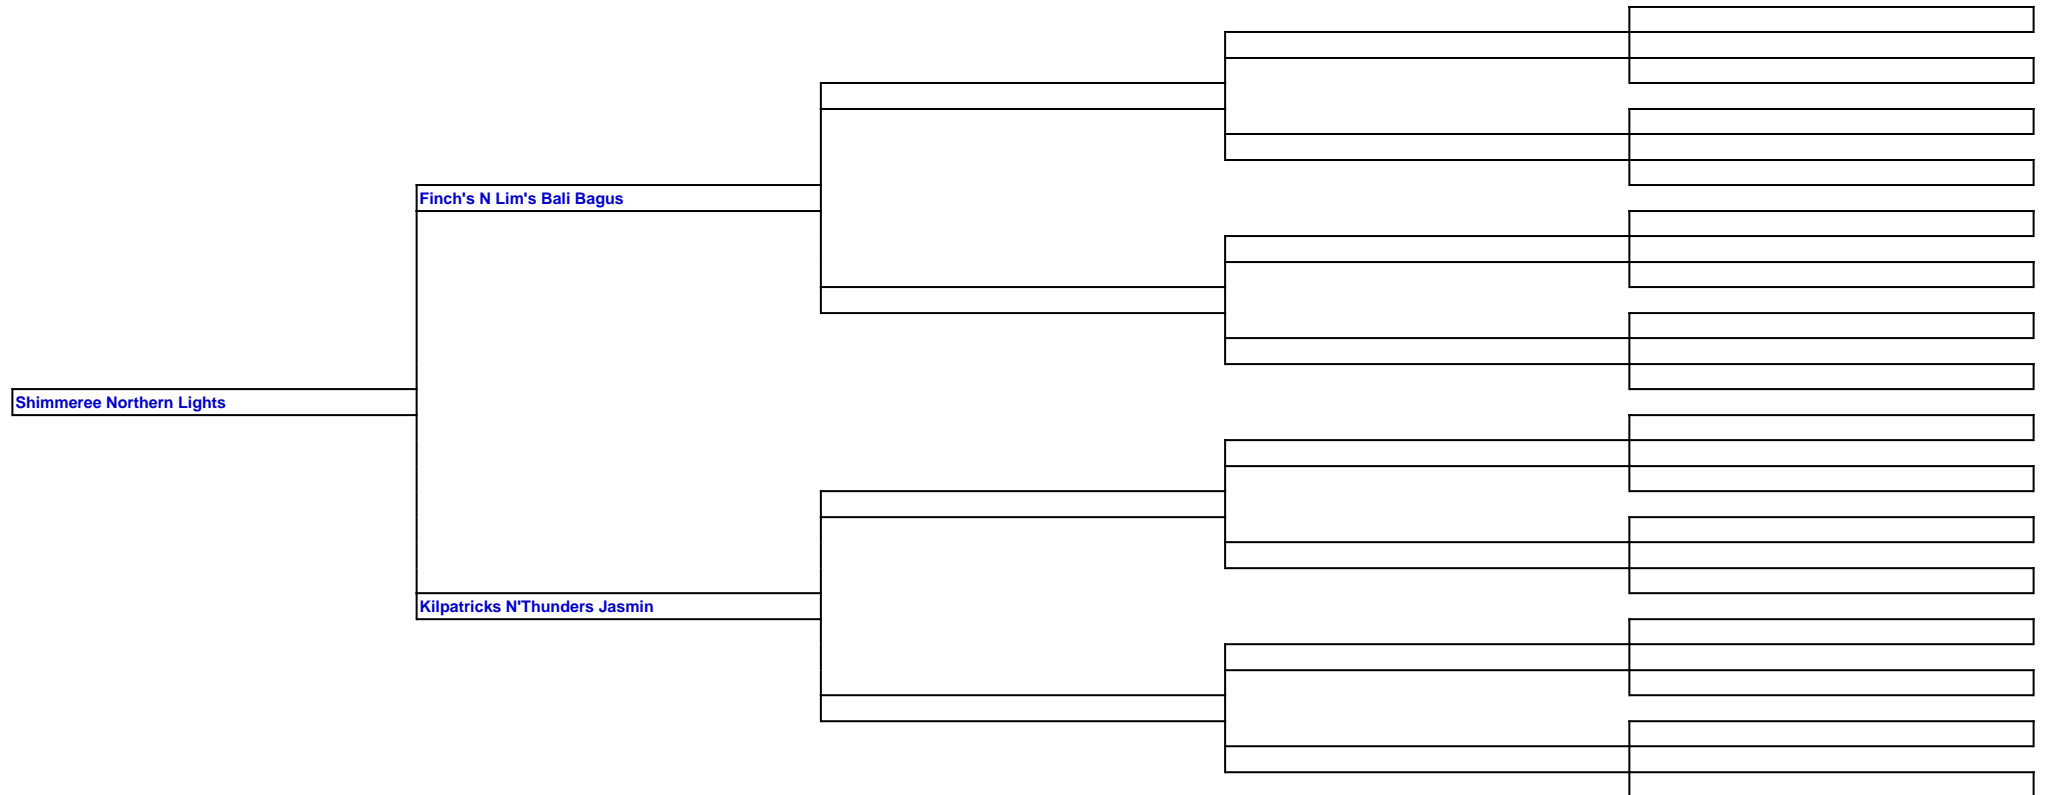 Finch's N Lim's Bali Bagus
Shimmeree Northern Lights
Kilpatricks N'Thunders Jasmin